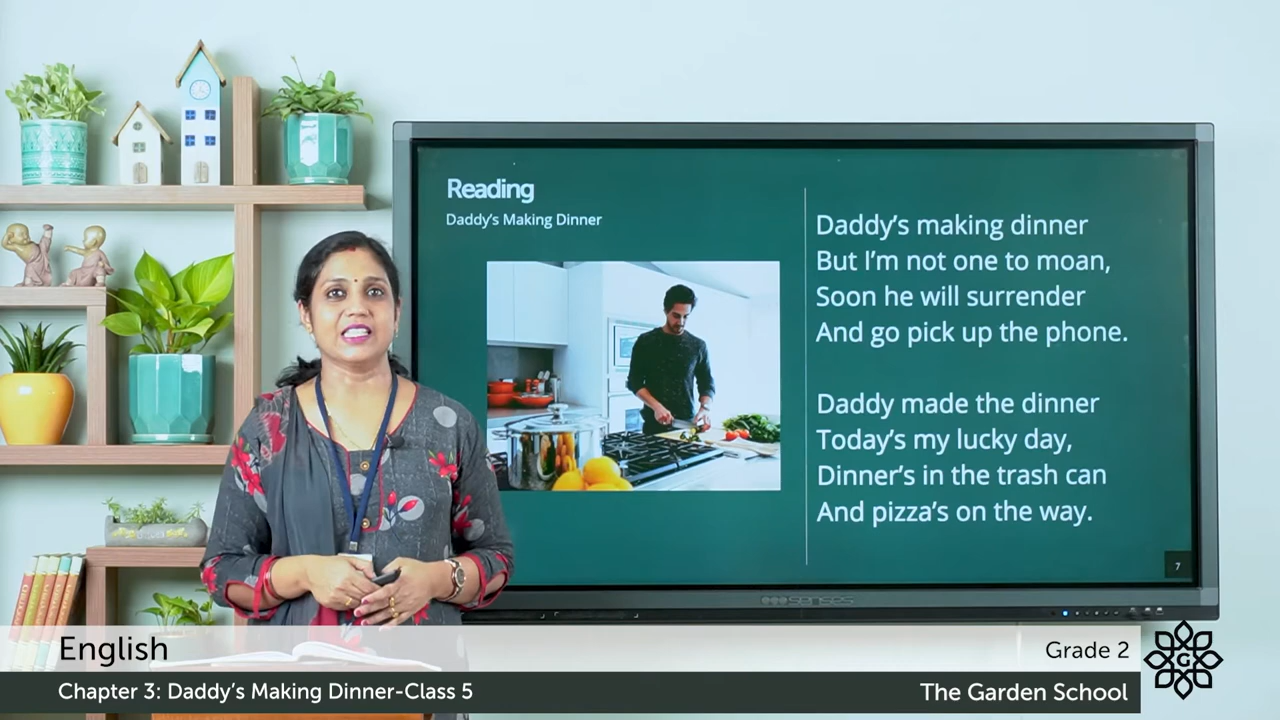 Reading
Daddy's Making Dinner
Daddy's making dinner
But I'm not one to moan,
Soon he will surrender
And go pick up the phone.
Daddy made the dinner
Today's my lucky day,
Dinner's in the trash can
And pizza's on the way.
7
English
Grade 2
Chapter 3: Daddy's Making Dinner-Class 5
The Garden School
G